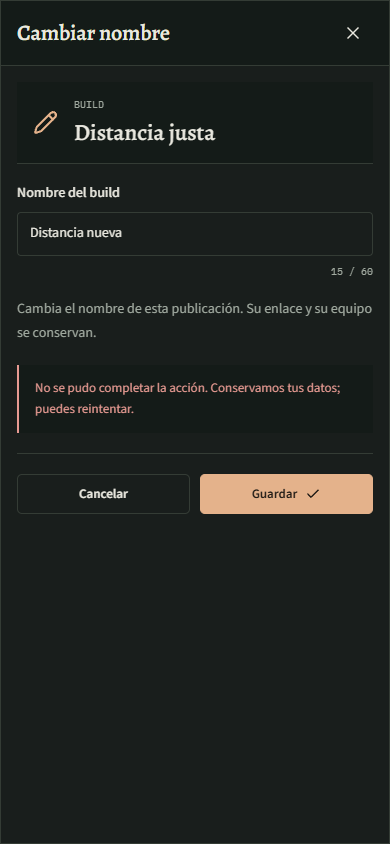 Cambiar nombre
BUILD
Distancia justa
Nombre del build
Distancia nueva
15 / 60
Cambia el nombre de esta publicación. Su enlace y su equipo
se conservan.
No se pudo completar la acción. Conservamos tus datos;
puedes reintentar.
Cancelar
Guardar